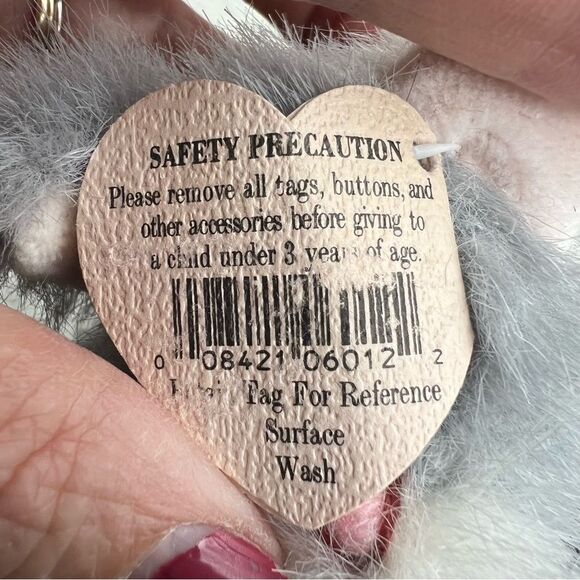 SAFETY PRECAUTION
Please remove all tags, buttons, and
other accessories before giving to
a child under 3 years of age.
0 08421 06012 2
Tag For Reference
Surface
Wash